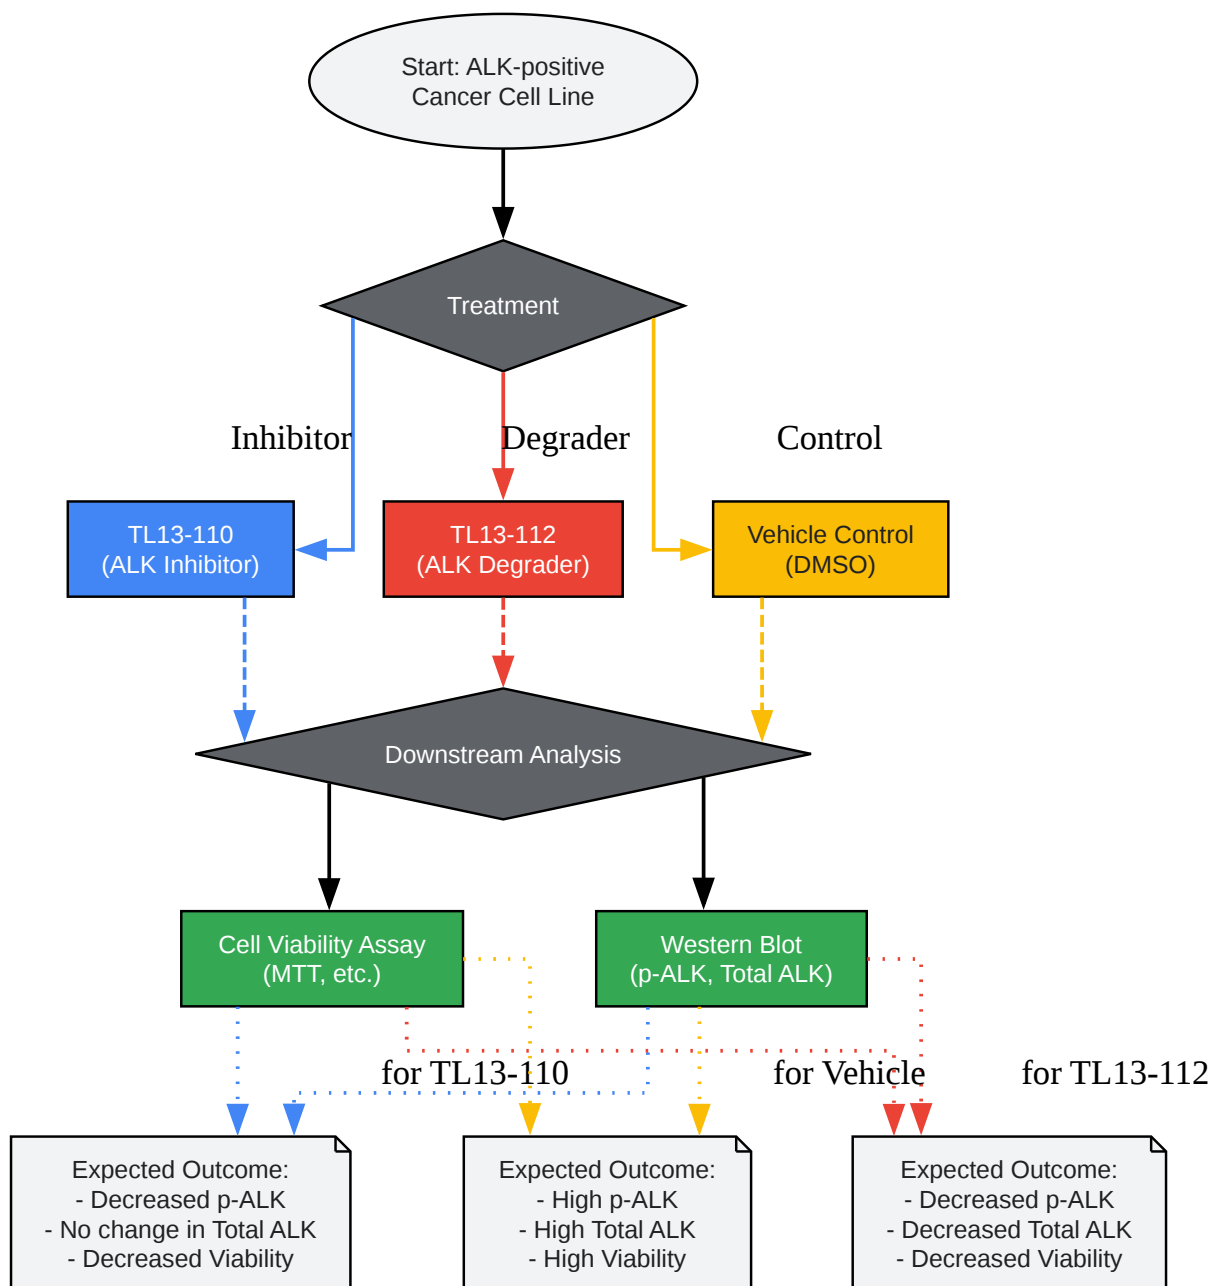 Start: ALK-positive
Cancer Cell Line
Treatment
Inhibitor
Degrader
Control
TL13-110
(ALK Inhibitor)
TL13-112
(ALK Degrader)
Vehicle Control
(DMSO)
Downstream Analysis
Cell Viability Assay
(MTT, etc.)
Western Blot
(p-ALK, Total ALK)
for TL13-110
for Vehicle
for TL13-112
Expected Outcome:
- Decreased p-ALK
- No change in Total ALK
- Decreased Viability
Expected Outcome:
- High p-ALK
- High Total ALK
- High Viability
Expected Outcome:
- Decreased p-ALK
- Decreased Total ALK
- Decreased Viability